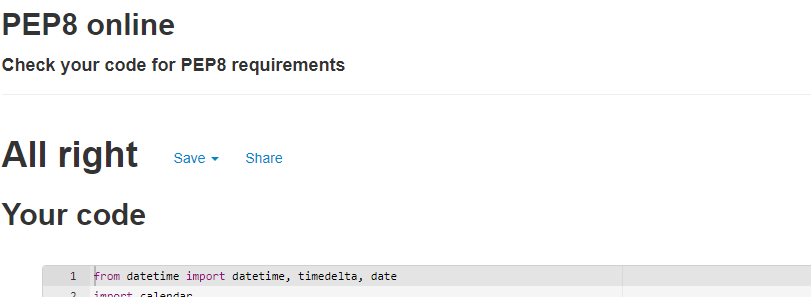 PEP8 online
Check your code for PEP8 requirements
All right Save Share
Your code
1 from datetime import datetime, timedelta, date
2 import calendar